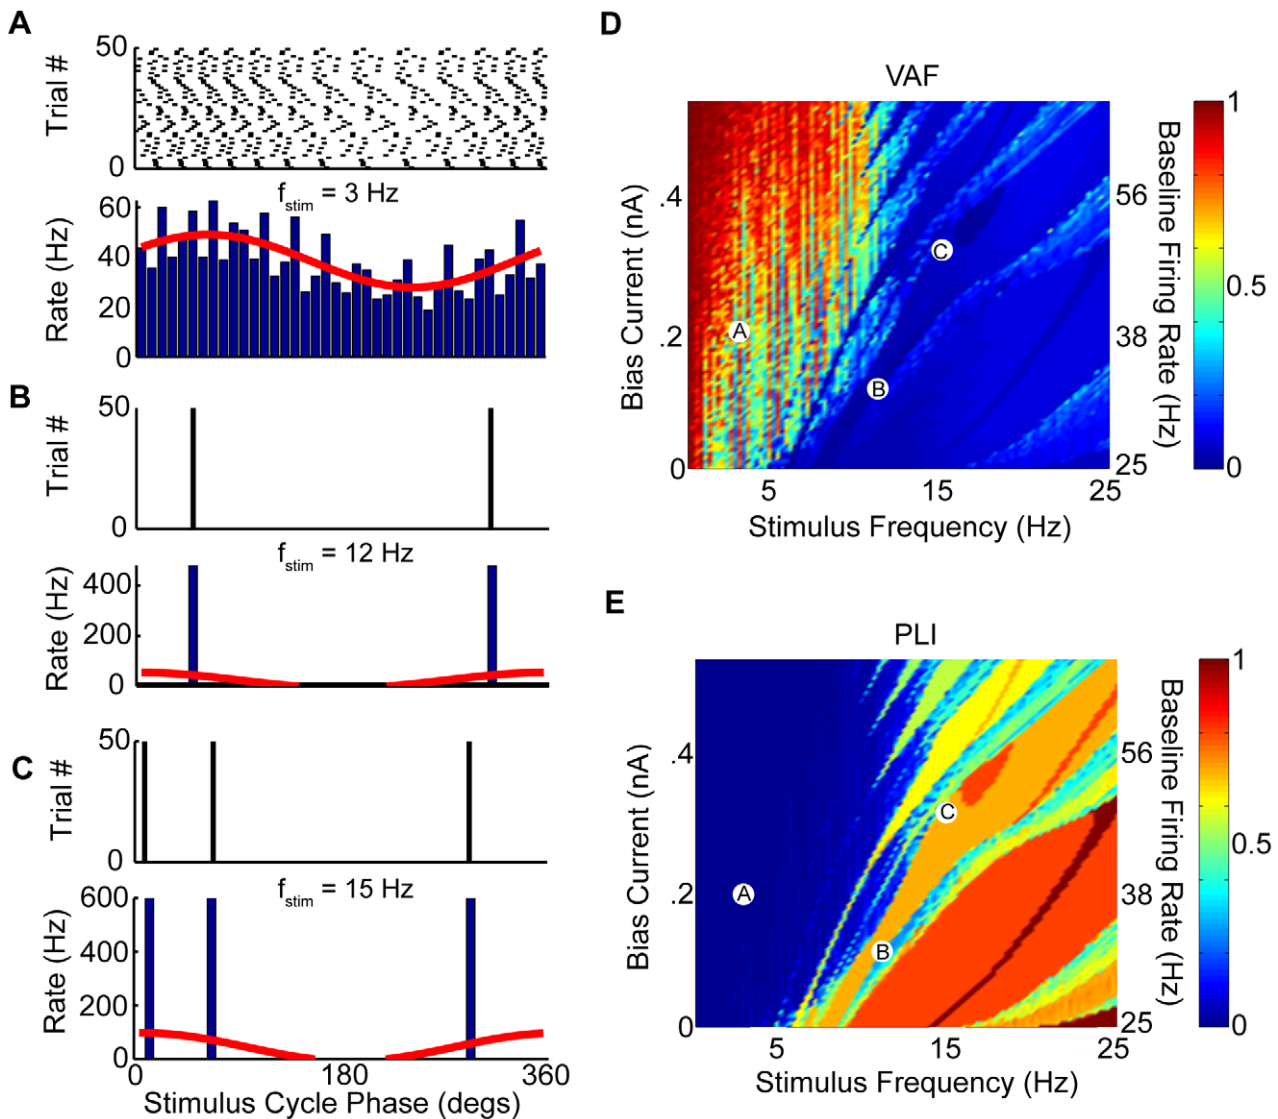 A
Trial #
50
0
f stim = 3 Hz
Rate (Hz)
60
40
20
0
B
Trial #
50
0
f stim = 12 Hz
Rate (Hz)
400
200
0
C
Trial #
50
0
f stim = 15 Hz
Rate (Hz)
600
400
200
0
0 180 360
Stimulus Cycle Phase (degs)
D
VAF
Bias Current (nA)
.4
.2
0
A
B
C
5 15 25
Stimulus Frequency (Hz)
56
38
25
Baseline Firing Rate (Hz)
1
0.5
0
E
PLI
Bias Current (nA)
.4
.2
0
A
B
C
5 15 25
Stimulus Frequency (Hz)
56
38
25
Baseline Firing Rate (Hz)
1
0.5
0